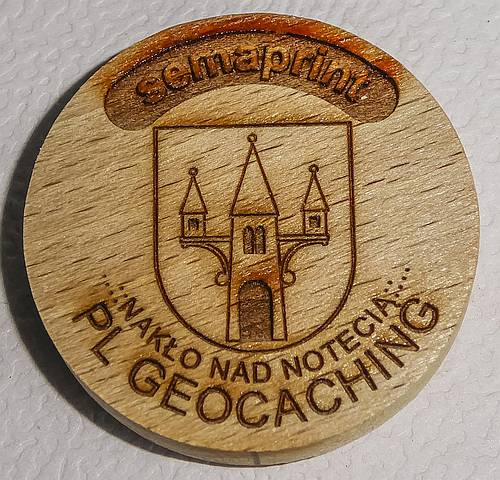 semaprint
...:NAKŁO NAD NOTECIĄ:...
PL GEOCACHING